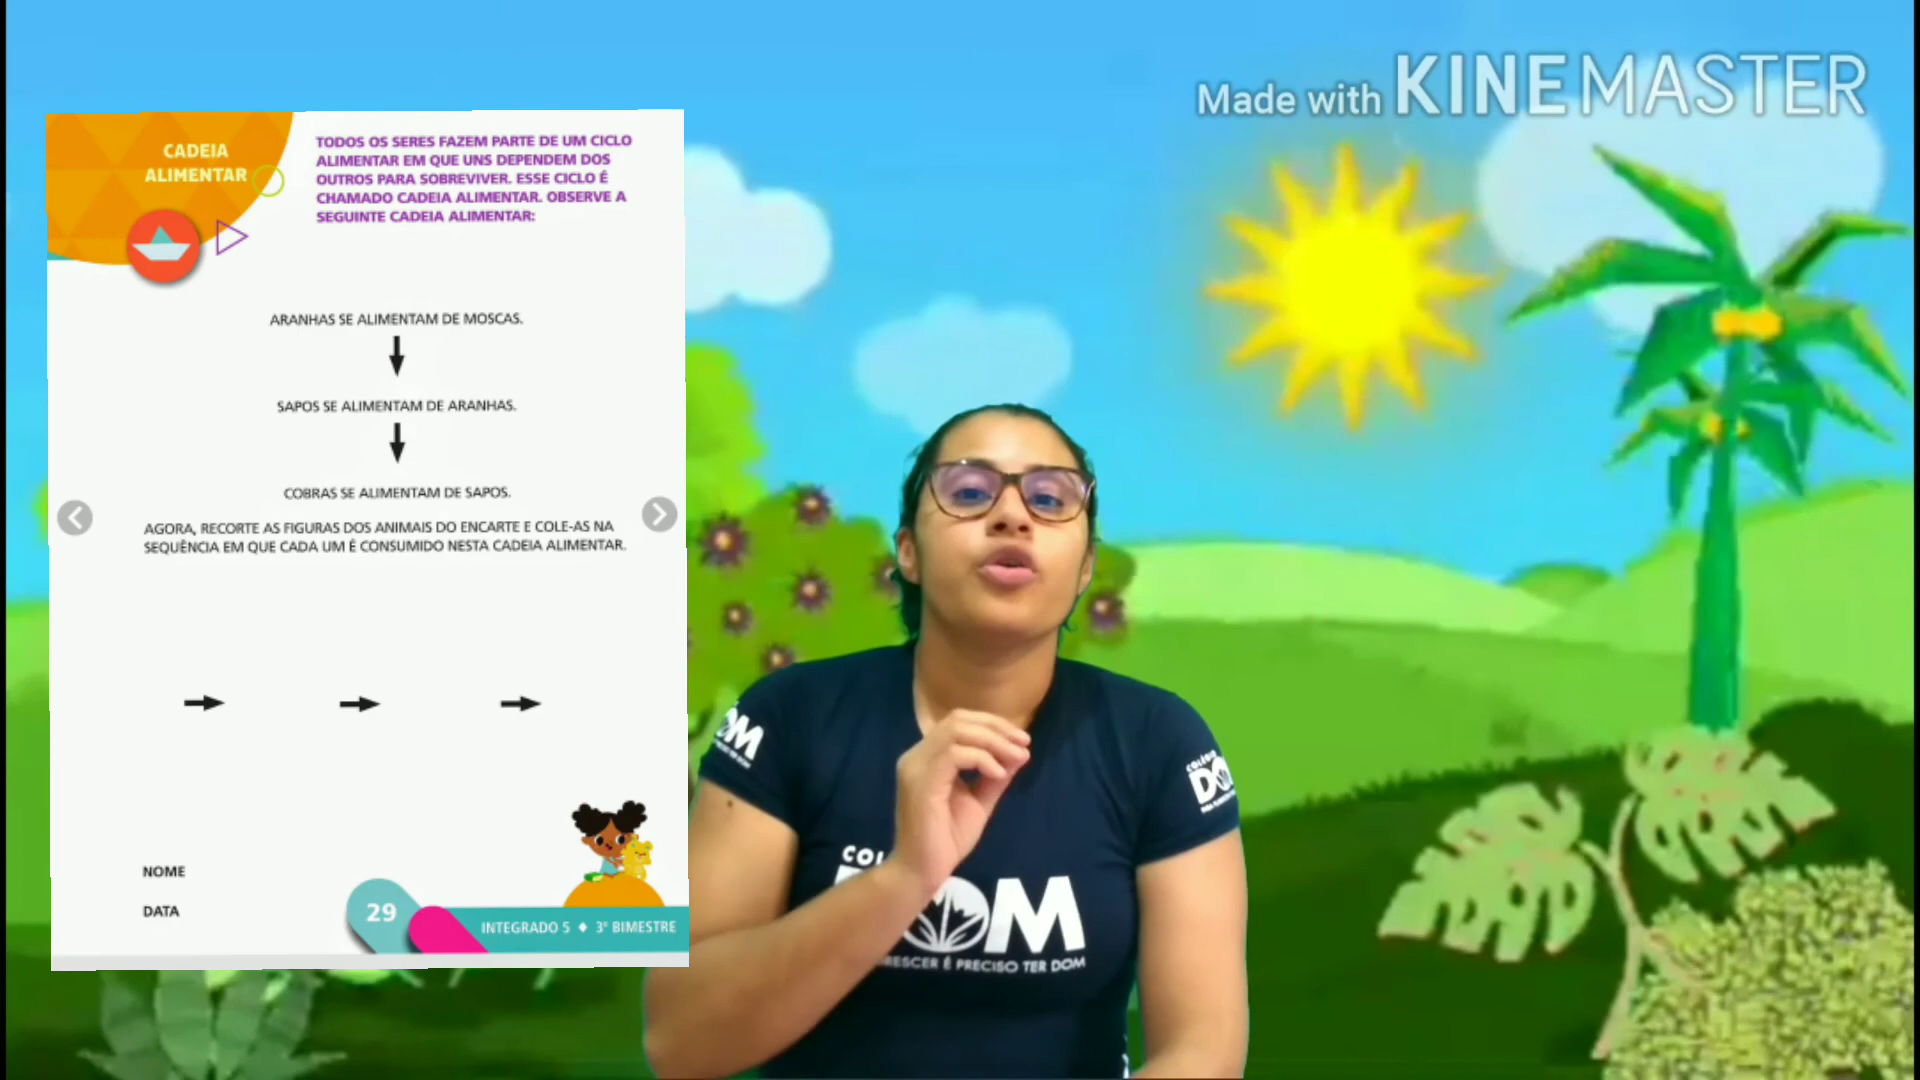 Made with KINEMASTER
CADEIA
ALIMENTAR
TODOS OS SERES FAZEM PARTE DE UM CICLO
ALIMENTAR EM QUE UNS DEPENDEM DOS
OUTROS PARA SOBREVIVER. ESSE CICLO É
CHAMADO CADEIA ALIMENTAR. OBSERVE A
SEGUINTE CADEIA ALIMENTAR:
ARANHAS SE ALIMENTAM DE MOSCAS.
SAPOS SE ALIMENTAM DE ARANHAS.
COBRAS SE ALIMENTAM DE SAPOS.
AGORA, RECORTE AS FIGURAS DOS ANIMAIS DO ENCARTE E COLE-AS NA
SEQUÊNCIA EM QUE CADA UM É CONSUMIDO NESTA CADEIA ALIMENTAR.
NOME
DATA
29
INTEGRADO 5 ♦ 3º BIMESTRE
COL
DOM
RESCER É PRECISO TER DOM